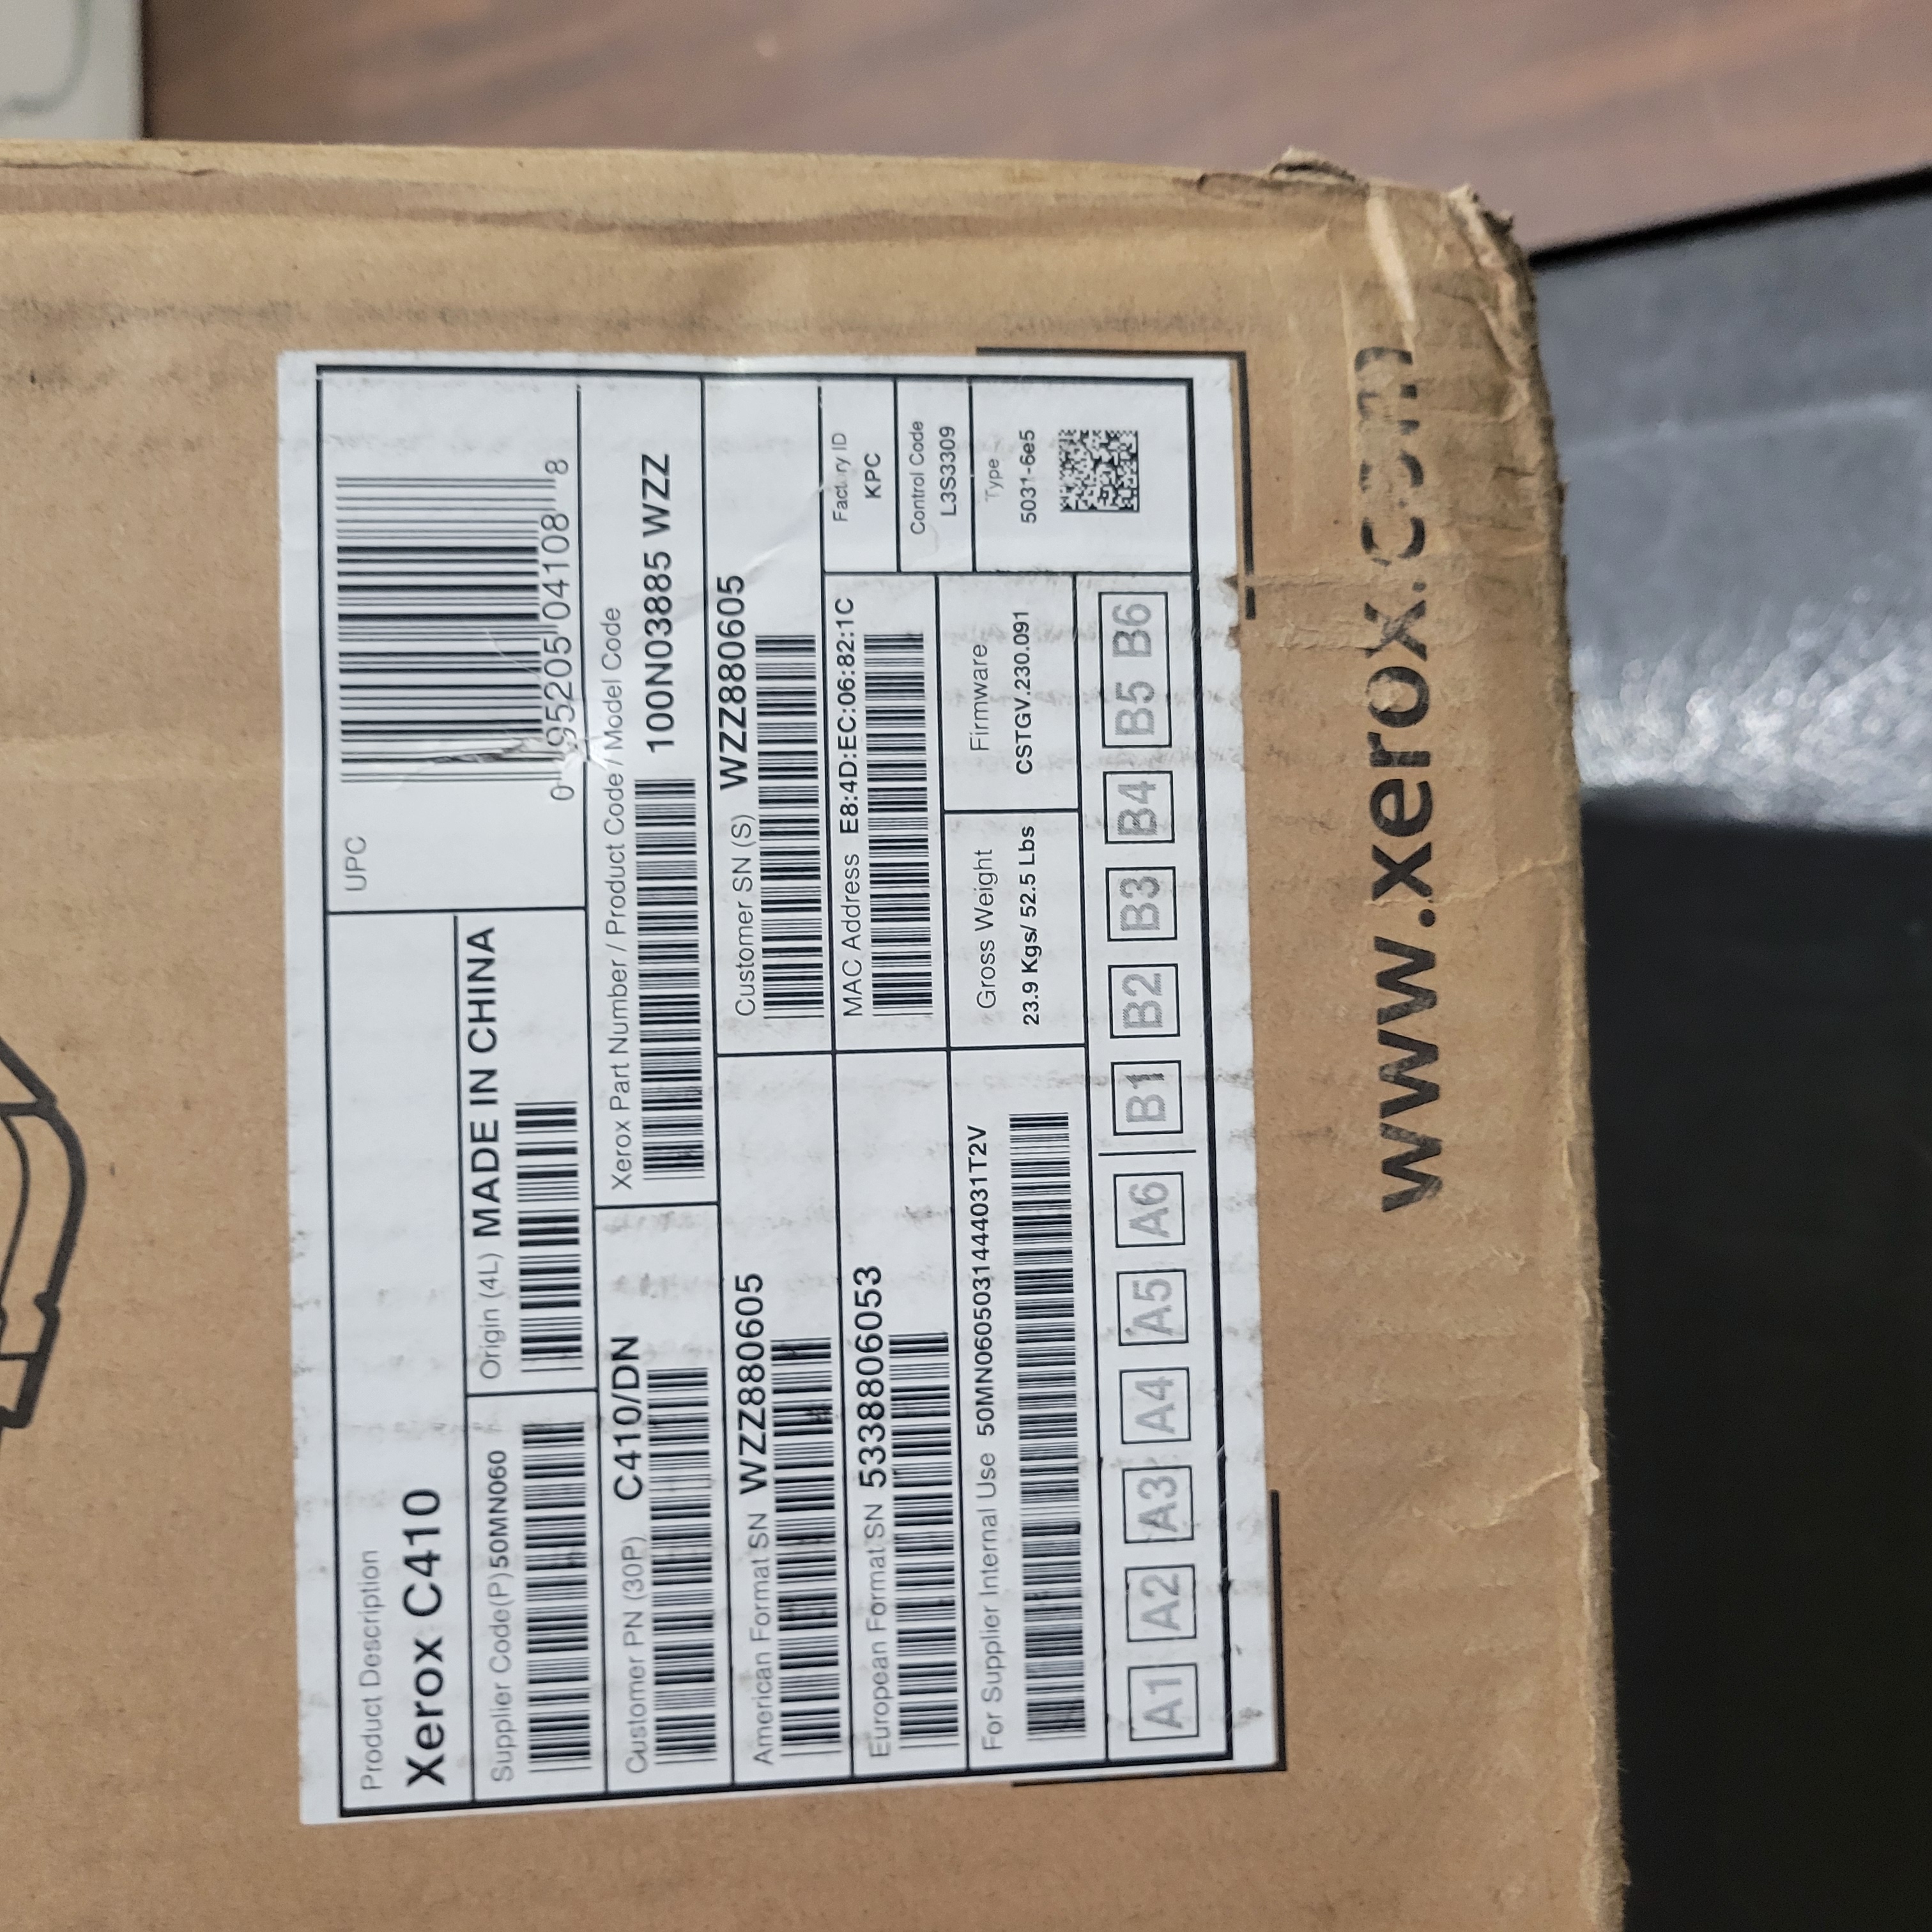 Product Description
Xerox C410
UPC
0 95205 04108 8
Supplier Code(P) 50MN060
Origin (4L) MADE IN CHINA
Customer PN (30P) C410/DN
Xerox Part Number / Product Code / Model Code
100N03885 WZZ
American Format SN WZZ880605
Customer SN (S) WZZ880605
European Format SN 5338806053
MAC Address E8:4D:EC:06:82:1C
Factory ID
KPC
Control Code
L3S3309
For Supplier Internal Use 50MN06050314444031T2V
Gross Weight
23.9 Kgs/ 52.5 Lbs
Firmware
CSTGV.230.091
Type
5031-6e5
A1 A2 A3 A4 A5 A6 B1 B2 B3 B4 B5 B6
www.xerox.com